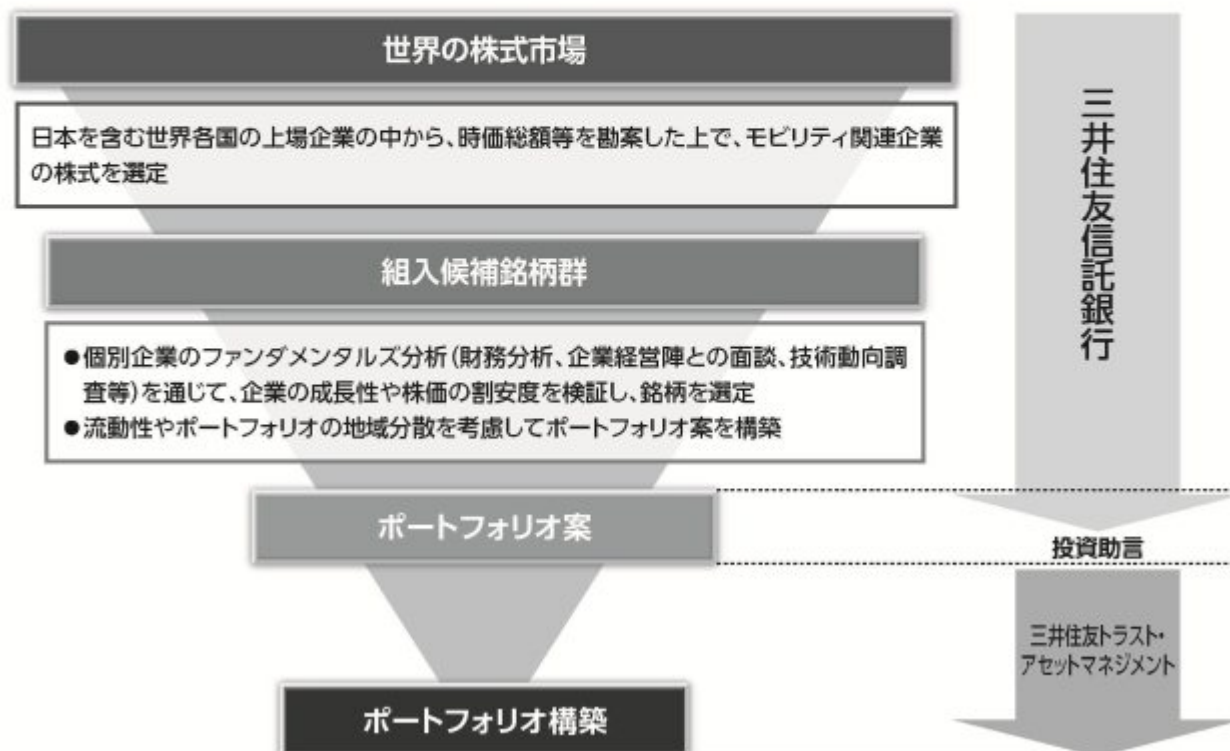 世界の株式市場
日本を含む世界各国の上場企業の中から、時価総額等を勘案した上で、モビリティ関連企業
の株式を選定
組入候補銘柄群
●個別企業のファンダメンタルズ分析(財務分析、企業経営陣との面談、技術動向調
査等)を通じて、企業の成長性や株価の割安度を検証し、銘柄を選定
●流動性やポートフォリオの地域分散を考慮してポートフォリオ案を構築
ポートフォリオ案
ポートフォリオ構築
三井住友信託銀行
投資助言
三井住友トラスト・
アセットマネジメント